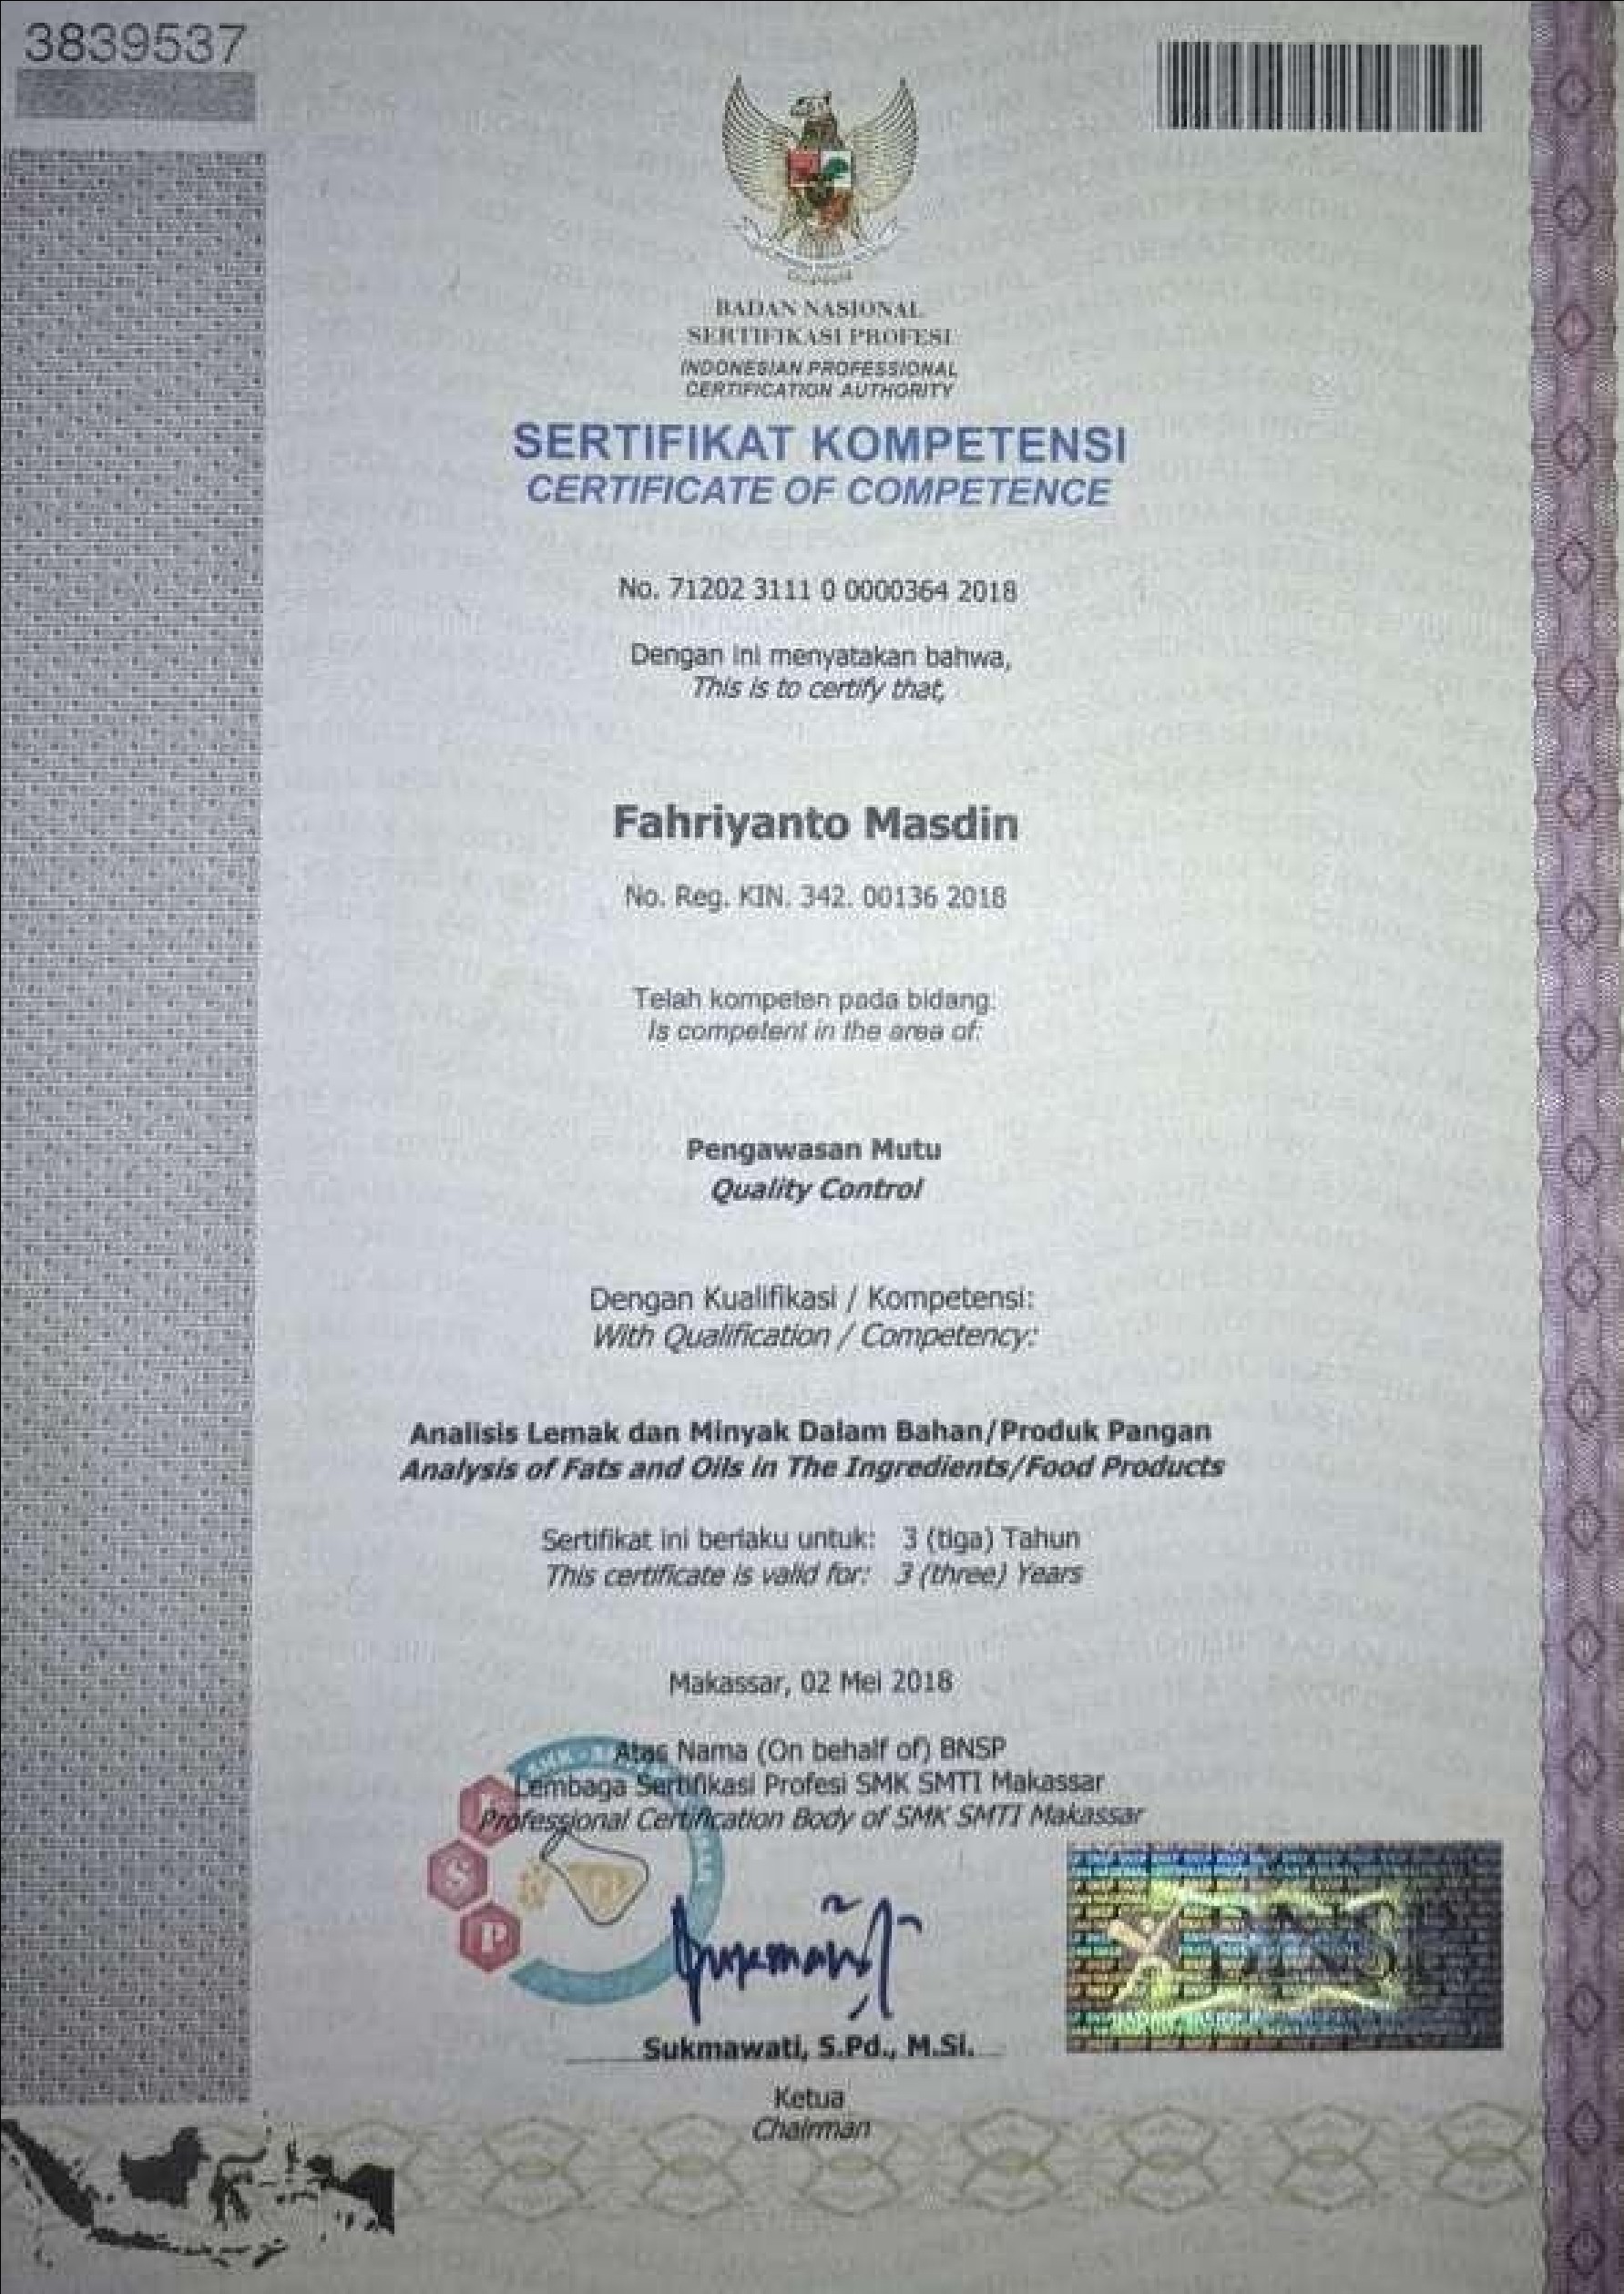 3839537
BADAN NASIONAL
SERTIFIKASI PROFESI
INDONESIAN PROFESSIONAL
CERTIFICATION AUTHORITY
SERTIFIKAT KOMPETENSI
CERTIFICATE OF COMPETENCE
No. 71202 3111 0 0000364 2018
Dengan ini menyatakan bahwa,
This is to certify that,
Fahriyanto Masdin
No. Reg. KIN. 342. 00136 2018
Telah kompeten pada bidang:
Is competent in the area of:
Pengawasan Mutu
Quality Control
Dengan Kualifikasi / Kompetensi:
With Qualification / Competency:
Analisis Lemak dan Minyak Dalam Bahan/Produk Pangan
Analysis of Fats and Oils in The Ingredients/Food Products
Sertifikat ini berlaku untuk: 3 (tiga) Tahun
This certificate is valid for: 3 (three) Years
Makassar, 02 Mei 2018
Atas Nama (On behalf of) BNSP
Lembaga Sertifikasi Profesi SMK SMTI Makassar
Professional Certification Body of SMK SMTI Makassar
L
S
P
BNSP
Sukmawati, S.Pd., M.Si.
Ketua
Chairman